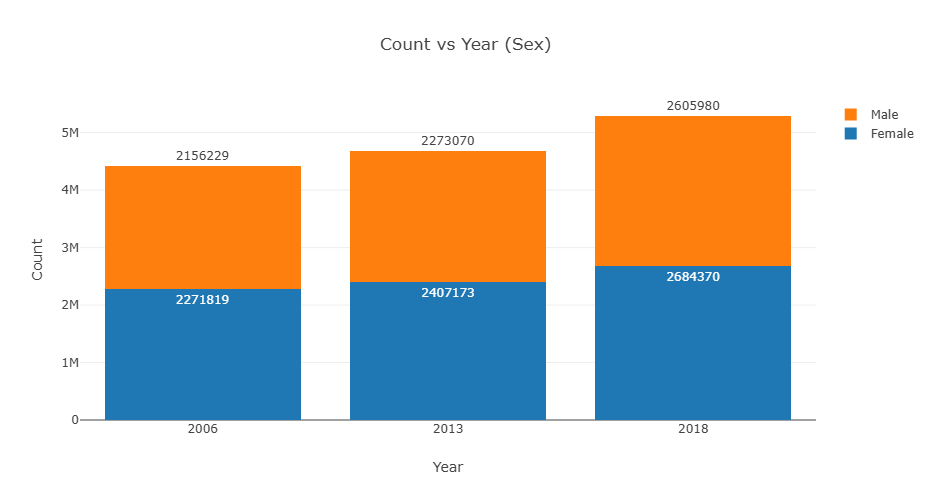 Count vs Year (Sex)
2605980
Male
Female
5M
2273070
2156229
4M
3M
Count
2684370
2407173
2271819
2M
1M
0
2006
2013
2018
Year